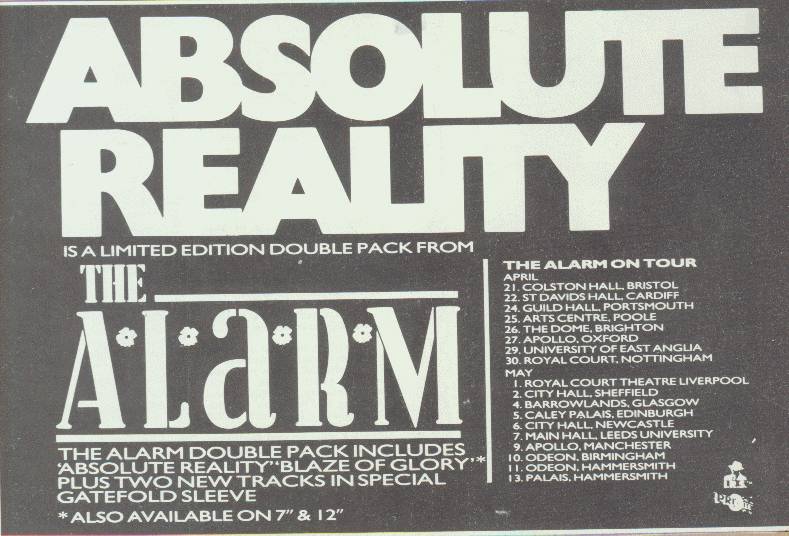 ABSOLUTE
REALITY
IS A LIMITED EDITION DOUBLE PACK FROM
THE
ALaRM
THE ALARM DOUBLE PACK INCLUDES
'ABSOLUTE REALITY' 'BLAZE OF GLORY'*
PLUS TWO NEW TRACKS IN SPECIAL
GATEFOLD SLEEVE
* ALSO AVAILABLE ON 7" & 12"
THE ALARM ON TOUR
APRIL
21. COLSTON HALL, BRISTOL
22. ST DAVIDS HALL, CARDIFF
24. GUILD HALL, PORTSMOUTH
25. ARTS CENTRE, POOLE
26. THE DOME, BRIGHTON
27. APOLLO, OXFORD
29. UNIVERSITY OF EAST ANGLIA
30. ROYAL COURT, NOTTINGHAM
MAY
1. ROYAL COURT THEATRE LIVERPOOL
2. CITY HALL, SHEFFIELD
4. BARROWLANDS, GLASGOW
5. CALEY PALAIS, EDINBURGH
6. CITY HALL, NEWCASTLE
7. MAIN HALL, LEEDS UNIVERSITY
9. APOLLO, MANCHESTER
10. ODEON, BIRMINGHAM
11. ODEON, HAMMERSMITH
13. PALAIS, HAMMERSMITH